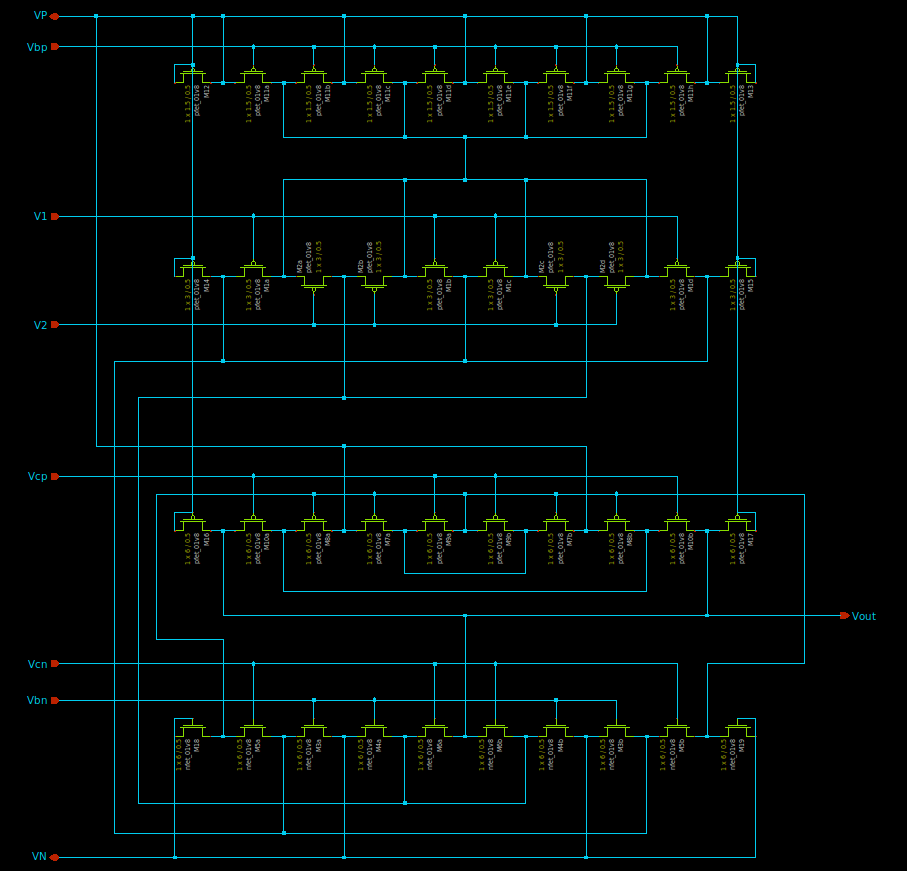 VP
Vbp
M12
pfet_01v8
1 x 1.5 / 0.5
M11a
pfet_01v8
1 x 1.5 / 0.5
M11b
pfet_01v8
1 x 1.5 / 0.5
M11c
pfet_01v8
1 x 1.5 / 0.5
M11d
pfet_01v8
1 x 1.5 / 0.5
M11e
pfet_01v8
1 x 1.5 / 0.5
M11f
pfet_01v8
1 x 1.5 / 0.5
M11g
pfet_01v8
1 x 1.5 / 0.5
M11h
pfet_01v8
1 x 1.5 / 0.5
M13
pfet_01v8
1 x 1.5 / 0.5
V1
M14
pfet_01v8
1 x 3 / 0.5
M1a
pfet_01v8
1 x 3 / 0.5
M2a
pfet_01v8
1 x 3 / 0.5
M2b
pfet_01v8
1 x 3 / 0.5
M1b
pfet_01v8
1 x 3 / 0.5
M1c
pfet_01v8
1 x 3 / 0.5
M2c
pfet_01v8
1 x 3 / 0.5
M2d
pfet_01v8
1 x 3 / 0.5
M1d
pfet_01v8
1 x 3 / 0.5
M15
pfet_01v8
1 x 3 / 0.5
V2
Vcp
M16
pfet_01v8
1 x 6 / 0.5
M10a
pfet_01v8
1 x 6 / 0.5
M8a
pfet_01v8
1 x 6 / 0.5
M7a
pfet_01v8
1 x 6 / 0.5
M9a
pfet_01v8
1 x 6 / 0.5
M9b
pfet_01v8
1 x 6 / 0.5
M7b
pfet_01v8
1 x 6 / 0.5
M8b
pfet_01v8
1 x 6 / 0.5
M10b
pfet_01v8
1 x 6 / 0.5
M17
pfet_01v8
1 x 6 / 0.5
Vout
Vcn
Vbn
M18
nfet_01v8
1 x 6 / 0.5
M5a
nfet_01v8
1 x 6 / 0.5
M3a
nfet_01v8
1 x 6 / 0.5
M4a
nfet_01v8
1 x 6 / 0.5
M6a
nfet_01v8
1 x 6 / 0.5
M6b
nfet_01v8
1 x 6 / 0.5
M4b
nfet_01v8
1 x 6 / 0.5
M3b
nfet_01v8
1 x 6 / 0.5
M5b
nfet_01v8
1 x 6 / 0.5
M19
nfet_01v8
1 x 6 / 0.5
VN